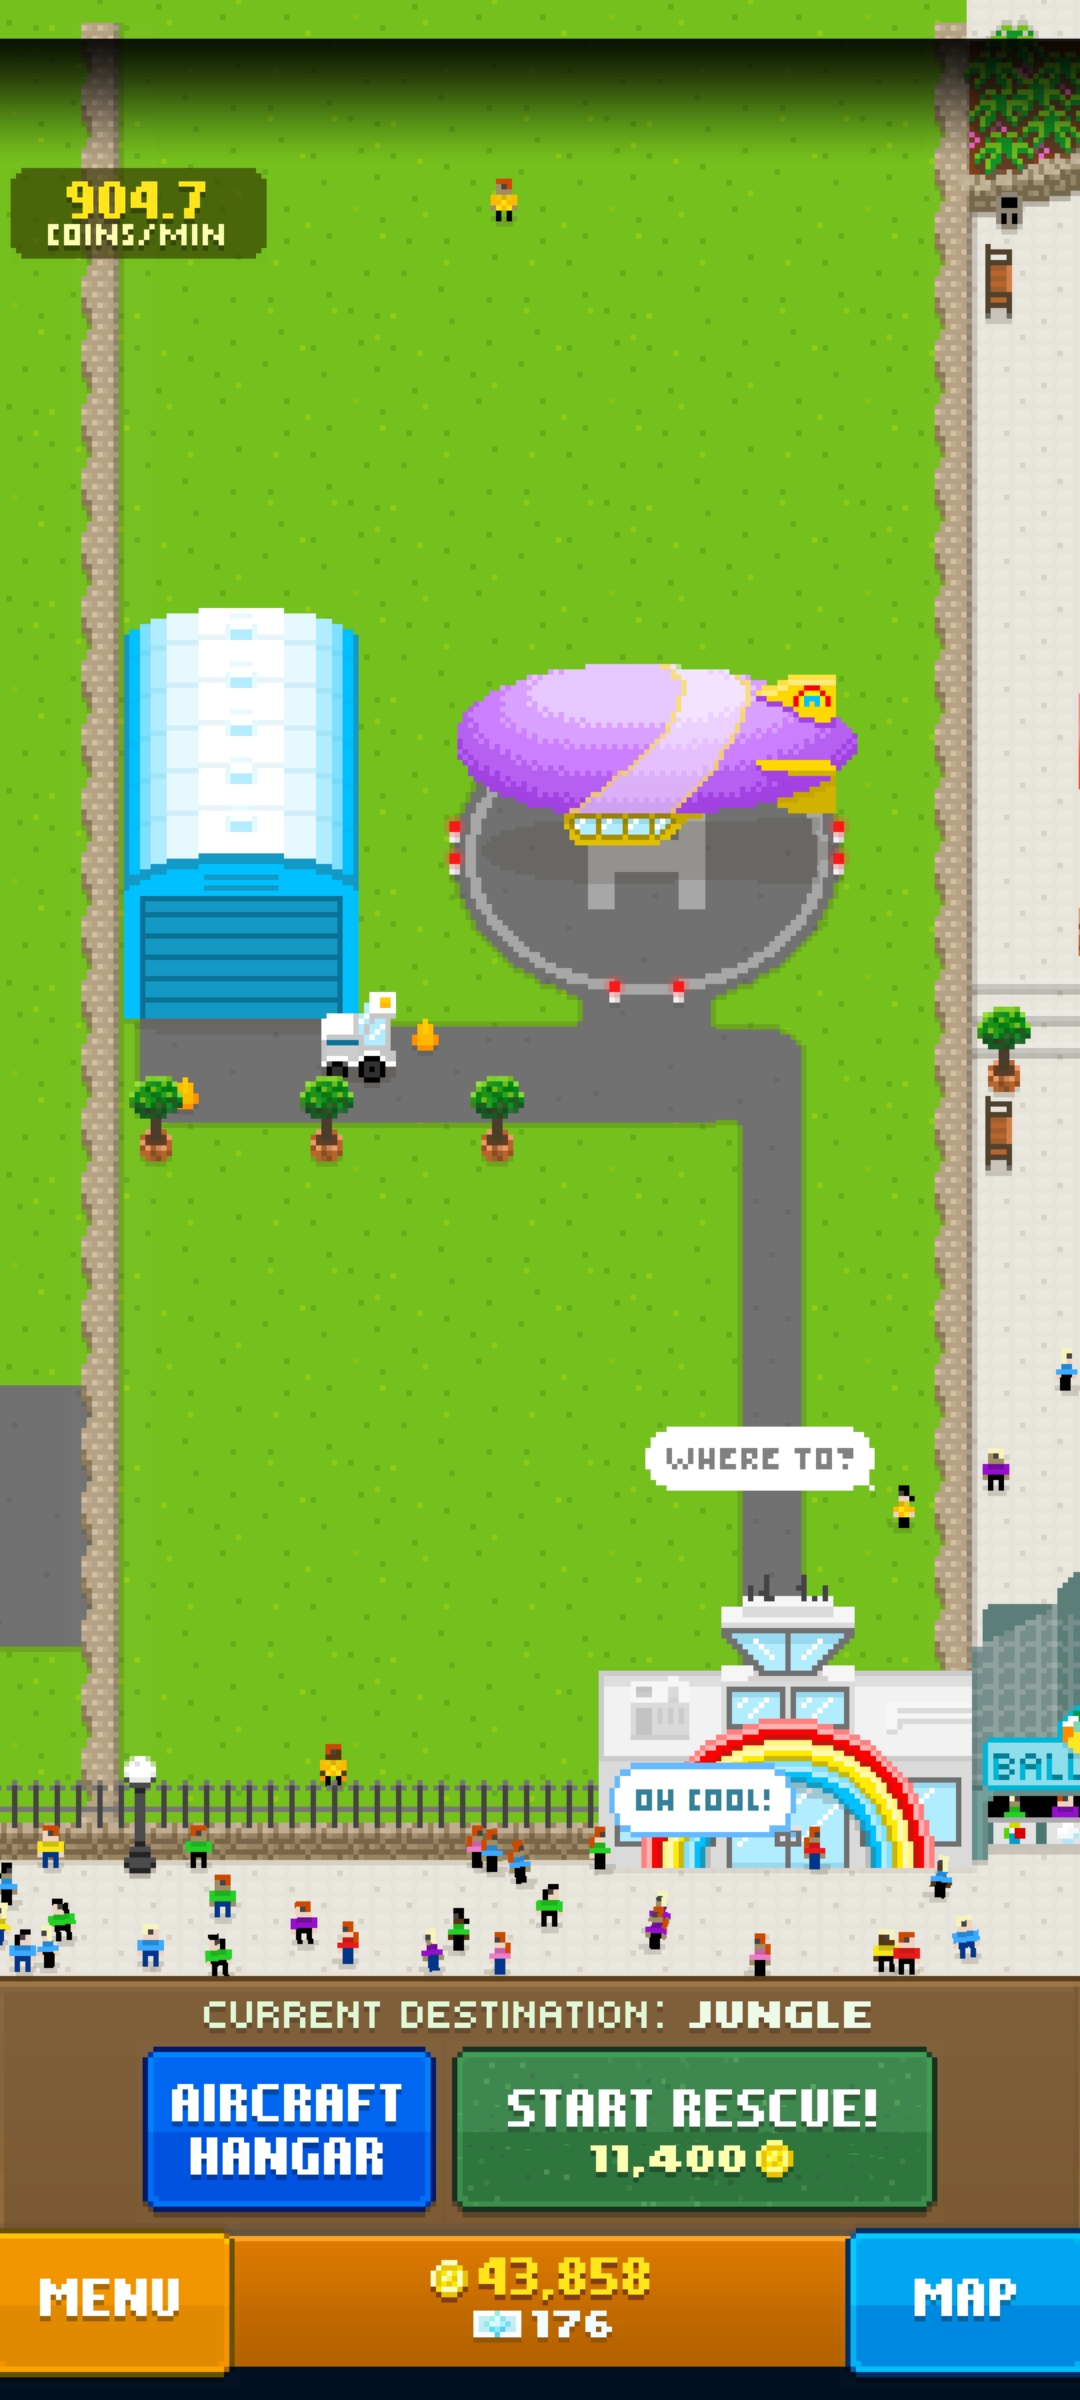 904.7
COINS/MIN
WHERE TO?
BALL
OH COOL!
CURRENT DESTINATION: JUNGLE
AIRCRAFT
HANGAR
START RESCUE!
11,400
MENU
43,858
176
MAP